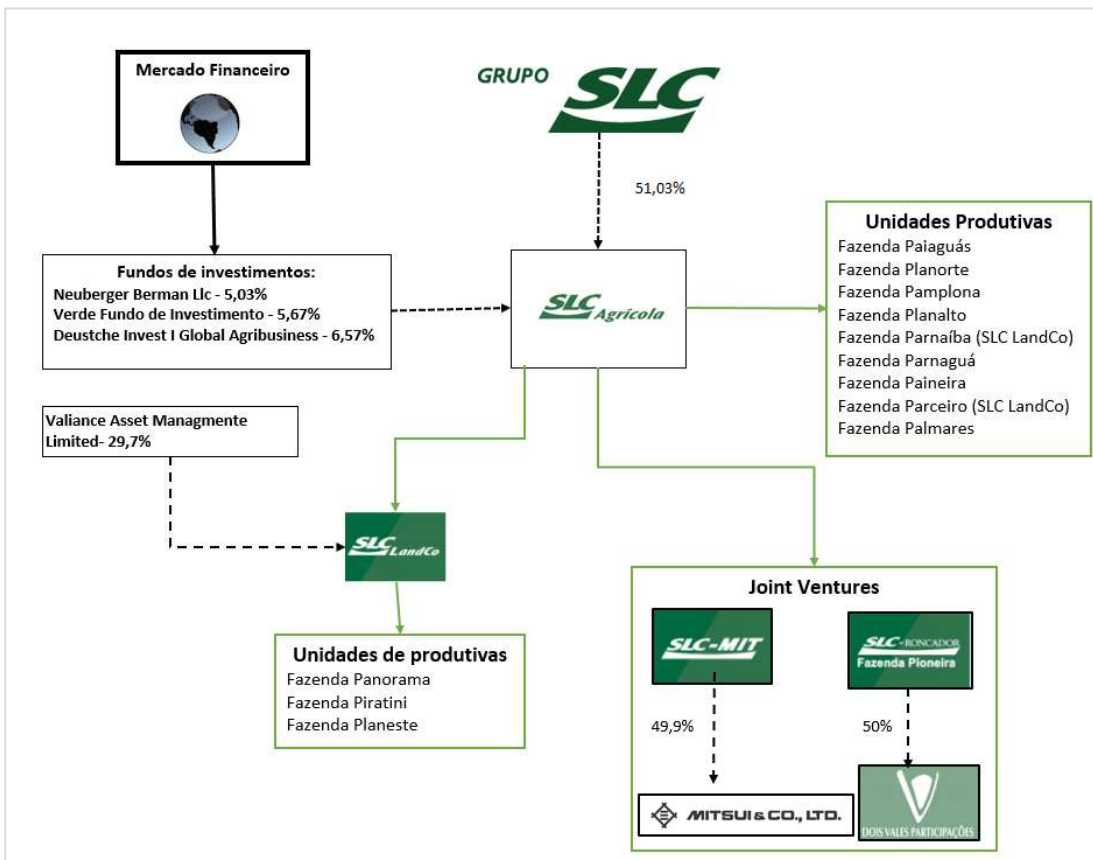 Mercado Financeiro
GRUPO SLC
51,03%
Fundos de investimentos:
Neuberger Berman Llc - 5,03%
Verde Fundo de Investimento - 5,67%
Deustche Invest I Global Agribusiness - 6,57%
SLC Agrícola
Unidades Produtivas
Fazenda Paiaguás
Fazenda Planorte
Fazenda Pamplona
Fazenda Planalto
Fazenda Parnaíba (SLC LandCo)
Fazenda Parnaguá
Fazenda Paineira
Fazenda Parceiro (SLC LandCo)
Fazenda Palmares
Valiance Asset Managmente
Limited- 29,7%
SLC LandCo
Unidades de produtivas
Fazenda Panorama
Fazenda Piratini
Fazenda Planeste
Joint Ventures
SLC-MIT
SLC-RONCADOR
Fazenda Pioneira
49,9%
50%
MITSUI & CO., LTD.
DOIS VALES PARTICIPAÇÕES